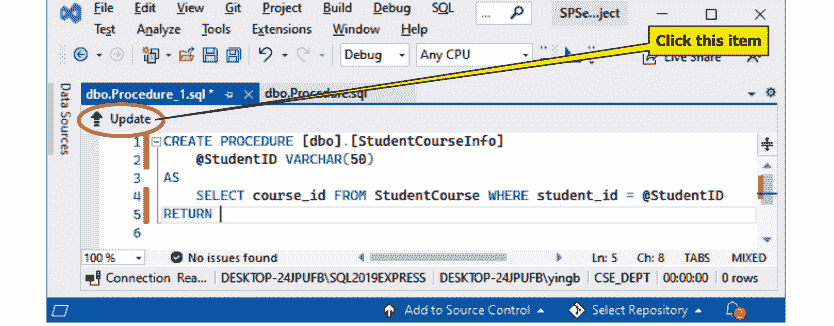 File Edit View Git Project Build Debug SQL ... SPSe...ject
Test Analyze Tools Extensions Window Help
Click this item
Debug Any CPU Live Share
Data Sources
dbo.Procedure_1.sql* dbo.Procedure.sql
Update
1 CREATE PROCEDURE [dbo].[StudentCourseInfo]
2 @StudentID VARCHAR(50)
3 AS
4 SELECT course_id FROM StudentCourse WHERE student_id = @StudentID
5 RETURN
6
100 % No issues found Ln: 5 Ch: 8 TABS MIXED
Connection Rea... DESKTOP-24JPUFB\SQL2019EXPRESS DESKTOP-24JPUFB\yingb CSE_DEPT 00:00:00 0 rows
Add to Source Control Select Repository 2